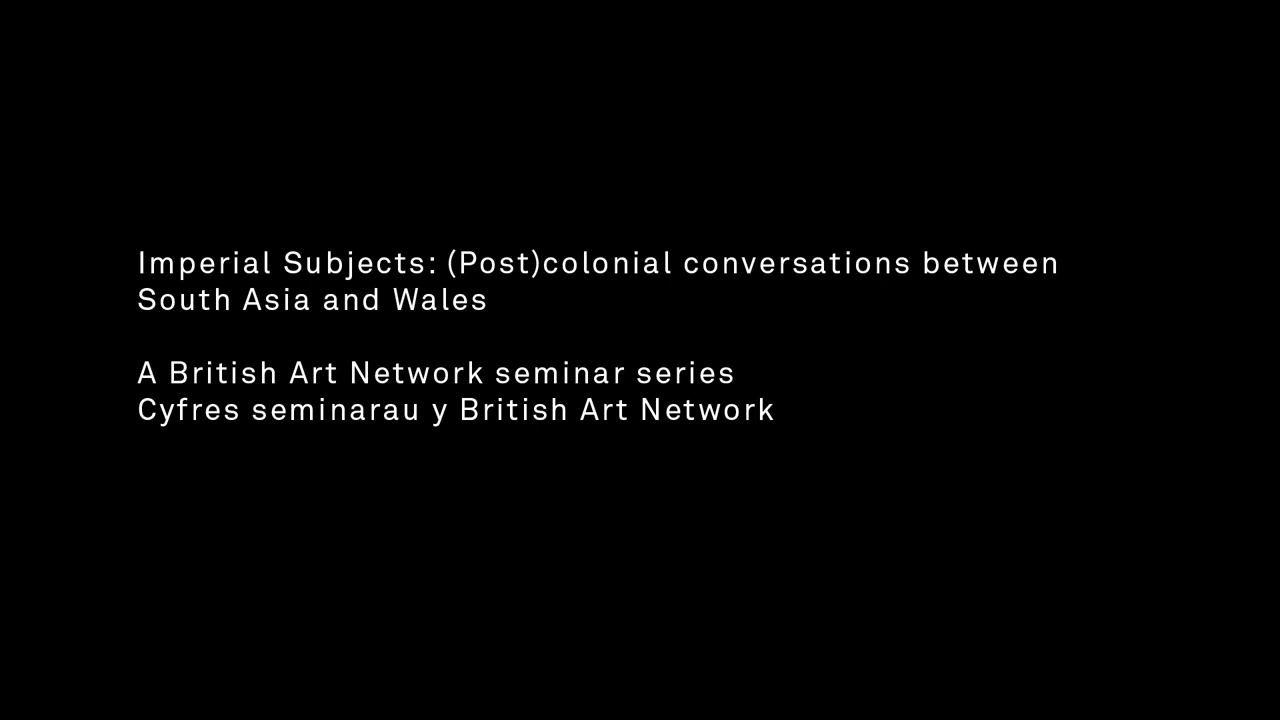 Imperial Subjects: (Post)colonial conversations between
South Asia and Wales
A British Art Network seminar series
Cyfres seminarau y British Art Network